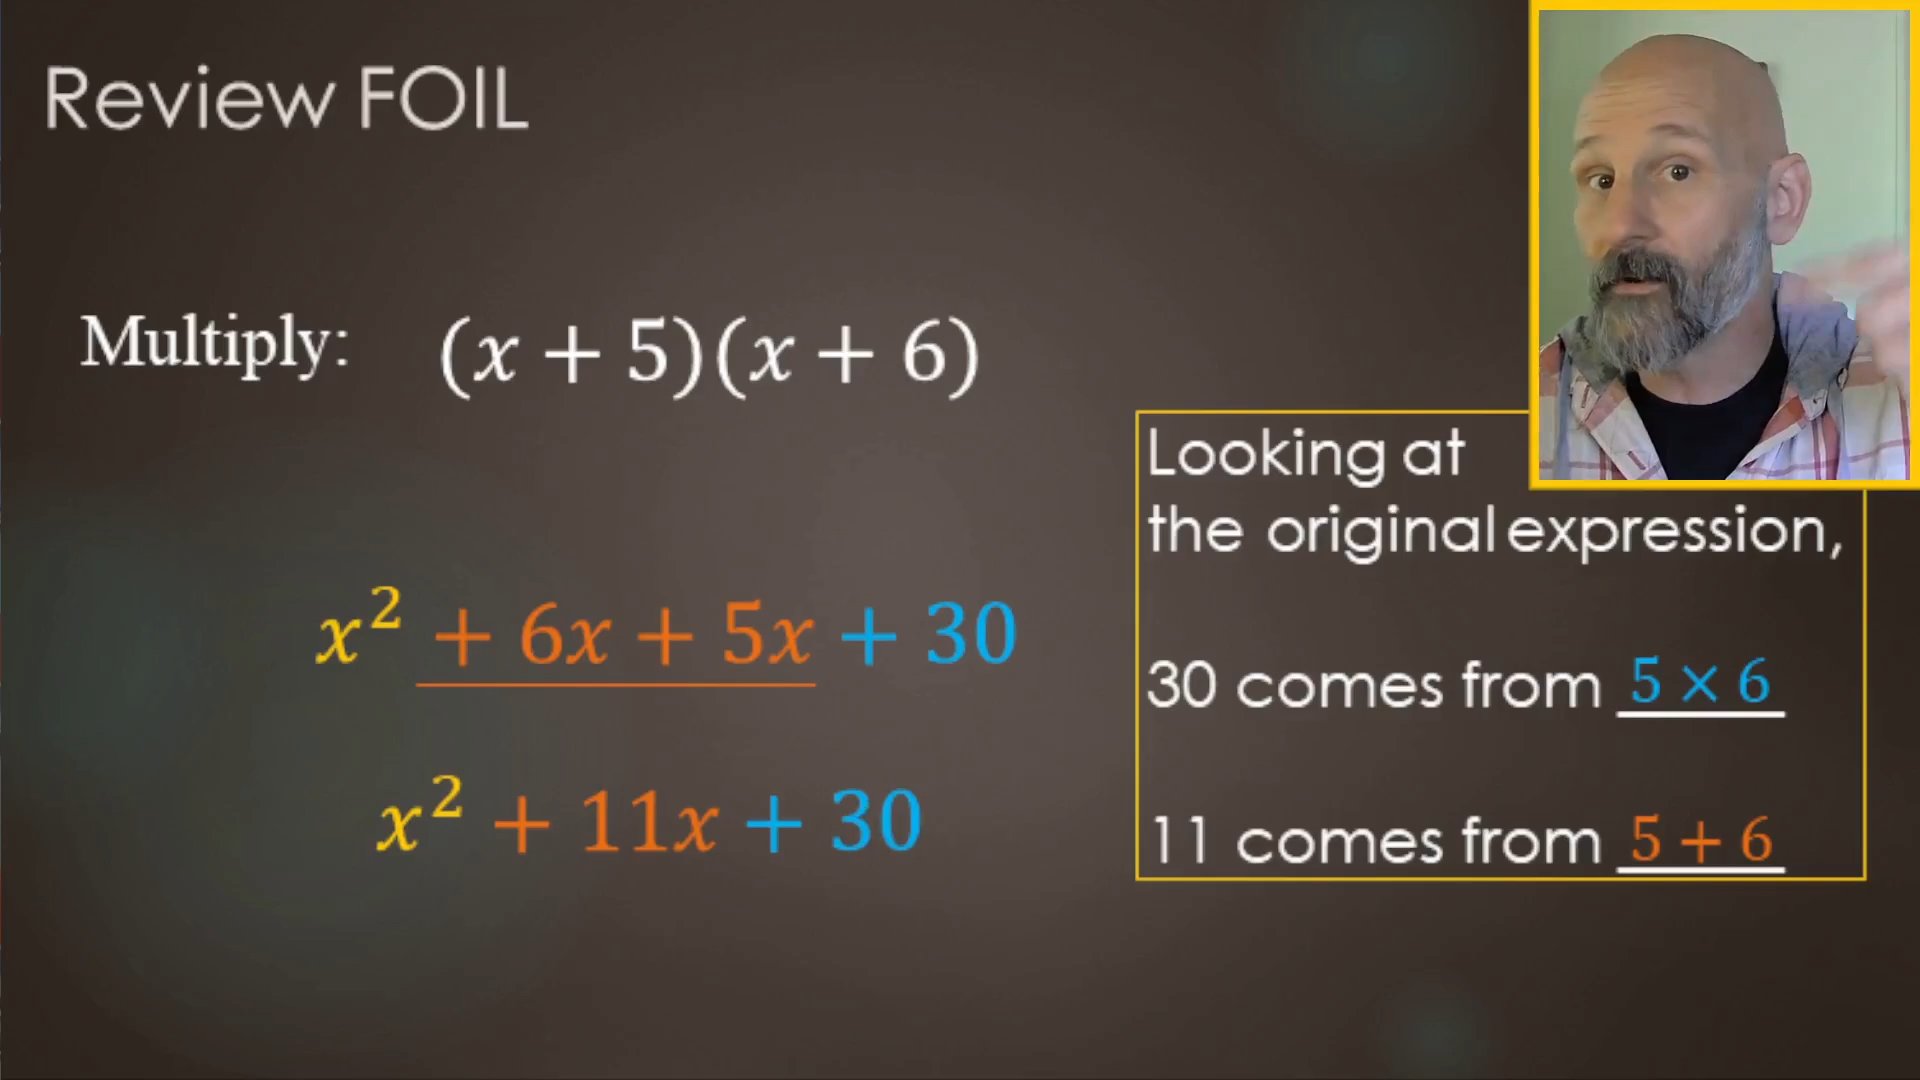 Review FOIL
Multiply: (x + 5)(x + 6)
x² + 6x + 5x + 30
x² + 11x + 30
Looking at
the original expression,
30 comes from 5 × 6
11 comes from 5 + 6